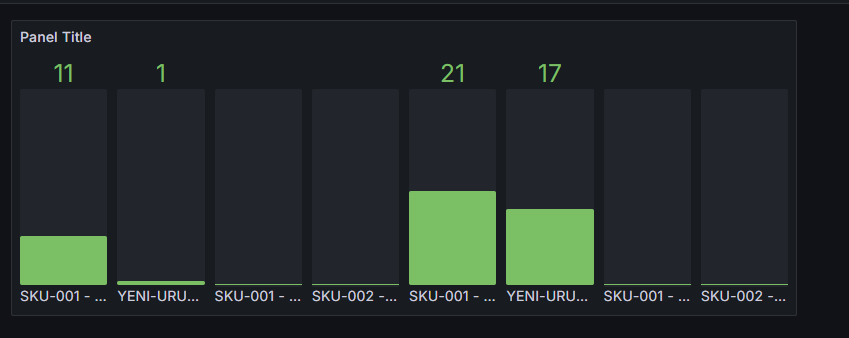 Panel Title
11 1 21 17
SKU-001 - ... YENI-URU... SKU-001 - ... SKU-002 -... SKU-001 - ... YENI-URU... SKU-001 - ... SKU-002 -...